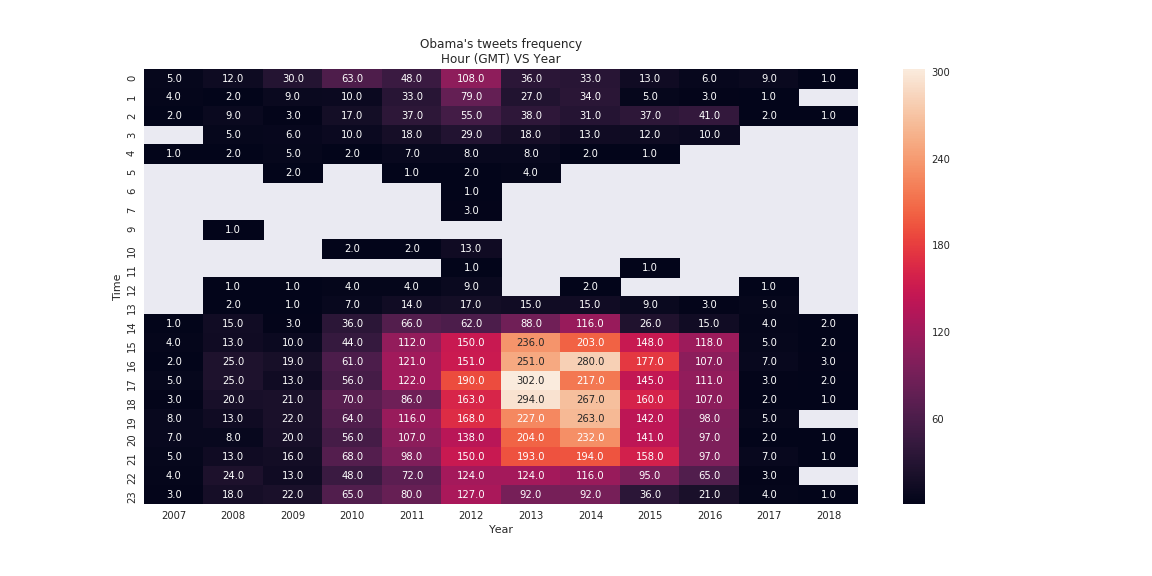 Obama's tweets frequency
Hour (GMT) VS Year
0 5.0 12.0 30.0 63.0 48.0 108.0 36.0 33.0 13.0 6.0 9.0 1.0
1 4.0 2.0 9.0 10.0 33.0 79.0 27.0 34.0 5.0 3.0 1.0
2 2.0 9.0 3.0 17.0 37.0 55.0 38.0 31.0 37.0 41.0 2.0 1.0
3 5.0 6.0 10.0 18.0 29.0 18.0 13.0 12.0 10.0
4 1.0 2.0 5.0 2.0 7.0 8.0 8.0 2.0 1.0
5 2.0 1.0 2.0 4.0
6 1.0
7 3.0
9 1.0
10 2.0 2.0 13.0
11 1.0 1.0
12 1.0 1.0 4.0 4.0 9.0 2.0 1.0
13 2.0 1.0 7.0 14.0 17.0 15.0 15.0 9.0 3.0 5.0
14 1.0 15.0 3.0 36.0 66.0 62.0 88.0 116.0 26.0 15.0 4.0 2.0
15 4.0 13.0 10.0 44.0 112.0 150.0 236.0 203.0 148.0 118.0 5.0 2.0
16 2.0 25.0 19.0 61.0 121.0 151.0 251.0 280.0 177.0 107.0 7.0 3.0
17 5.0 25.0 13.0 56.0 122.0 190.0 302.0 217.0 145.0 111.0 3.0 2.0
18 3.0 20.0 21.0 70.0 86.0 163.0 294.0 267.0 160.0 107.0 2.0 1.0
19 8.0 13.0 22.0 64.0 116.0 168.0 227.0 263.0 142.0 98.0 5.0
20 7.0 8.0 20.0 56.0 107.0 138.0 204.0 232.0 141.0 97.0 2.0 1.0
21 5.0 13.0 16.0 68.0 98.0 150.0 193.0 194.0 158.0 97.0 7.0 1.0
22 4.0 24.0 13.0 48.0 72.0 124.0 124.0 116.0 95.0 65.0 3.0
23 3.0 18.0 22.0 65.0 80.0 127.0 92.0 92.0 36.0 21.0 4.0 1.0
2007 2008 2009 2010 2011 2012 2013 2014 2015 2016 2017 2018
Year
Time
300
240
180
120
60